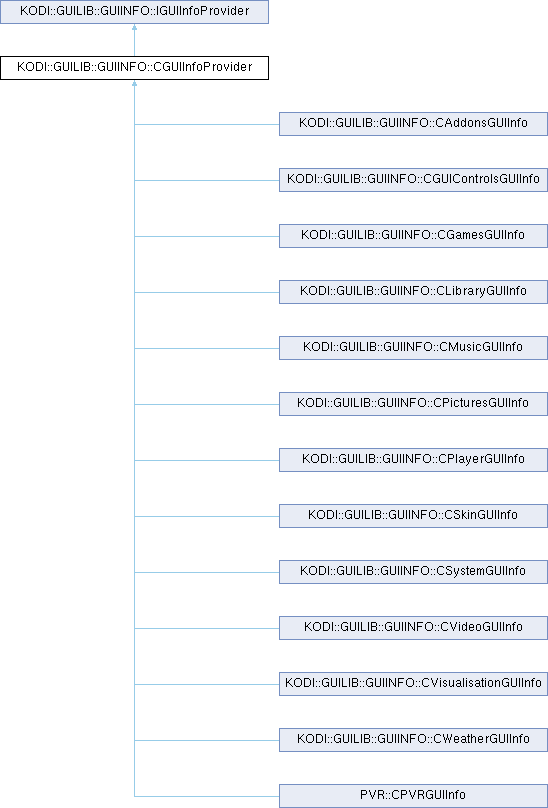 KODI::GUILIB::GUIINFO::IGUIInfoProvider
KODI::GUILIB::GUIINFO::CGUIInfoProvider
KODI::GUILIB::GUIINFO::CAddonsGUIInfo
KODI::GUILIB::GUIINFO::CGUIControlsGUIInfo
KODI::GUILIB::GUIINFO::CGamesGUIInfo
KODI::GUILIB::GUIINFO::CLibraryGUIInfo
KODI::GUILIB::GUIINFO::CMusicGUIInfo
KODI::GUILIB::GUIINFO::CPicturesGUIInfo
KODI::GUILIB::GUIINFO::CPlayerGUIInfo
KODI::GUILIB::GUIINFO::CSkinGUIInfo
KODI::GUILIB::GUIINFO::CSystemGUIInfo
KODI::GUILIB::GUIINFO::CVideoGUIInfo
KODI::GUILIB::GUIINFO::CVisualisationGUIInfo
KODI::GUILIB::GUIINFO::CWeatherGUIInfo
PVR::CPVRGUIInfo